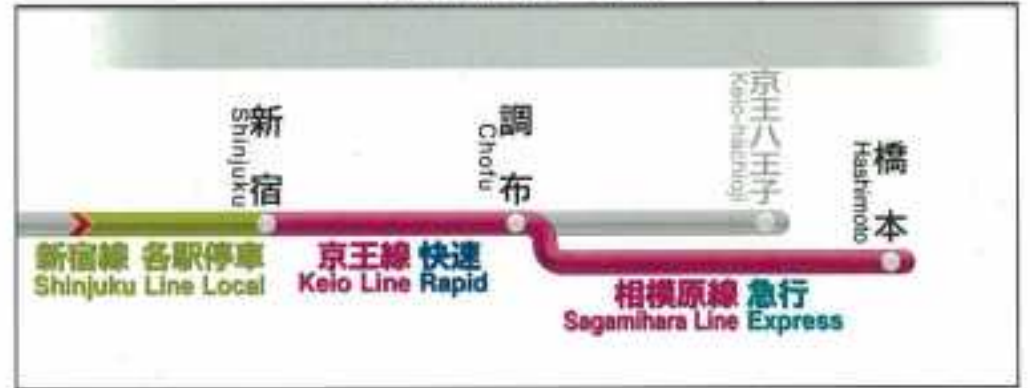 新宿
Shinjuku
調布
Chofu
京王八王子
Keio-hachioji
橋本
Hashimoto
新宿線 各駅停車
Shinjuku Line Local
京王線 快速
Keio Line Rapid
相模原線 急行
Sagamihara Line Express